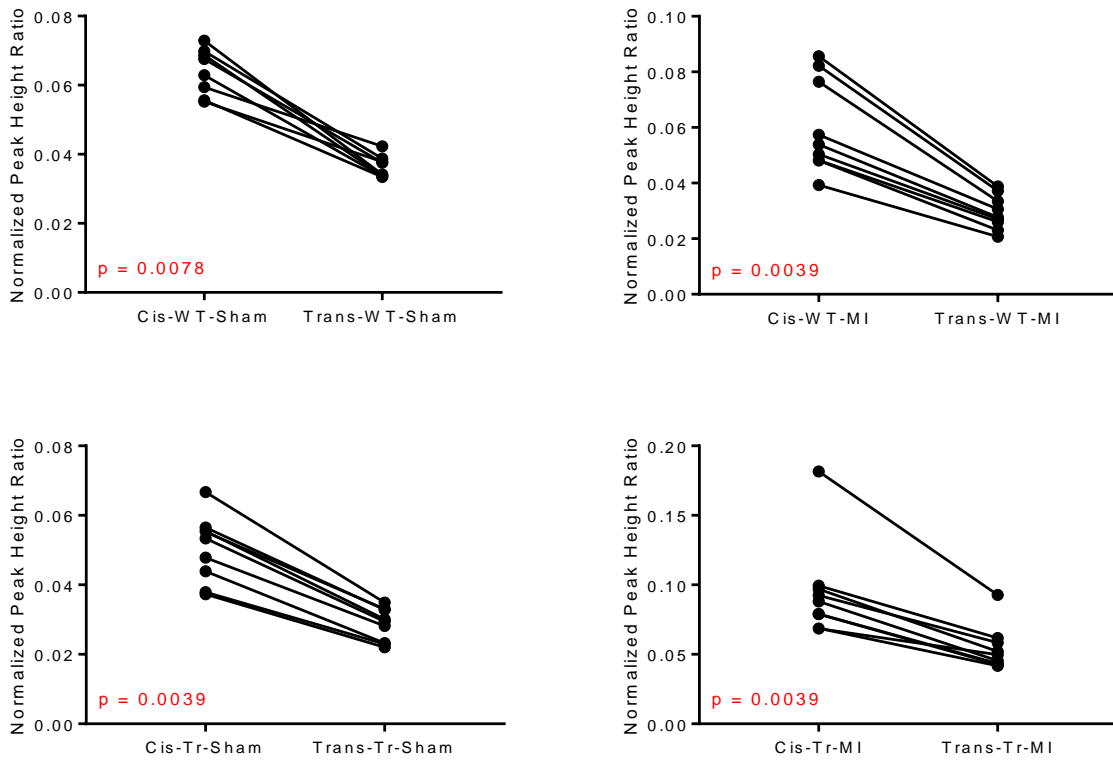 Normalized Peak Height Ratio
0.08
0.06
0.04
0.02
0.00
p = 0.0078
Cis-WT-Sham Trans-WT-Sham
Normalized Peak Height Ratio
0.10
0.08
0.06
0.04
0.02
0.00
p = 0.0039
Cis-WT-MI Trans-WT-MI
Normalized Peak Height Ratio
0.08
0.06
0.04
0.02
0.00
p = 0.0039
Cis-Tr-Sham Trans-Tr-Sham
Normalized Peak Height Ratio
0.20
0.15
0.10
0.05
0.00
p = 0.0039
Cis-Tr-MI Trans-Tr-MI